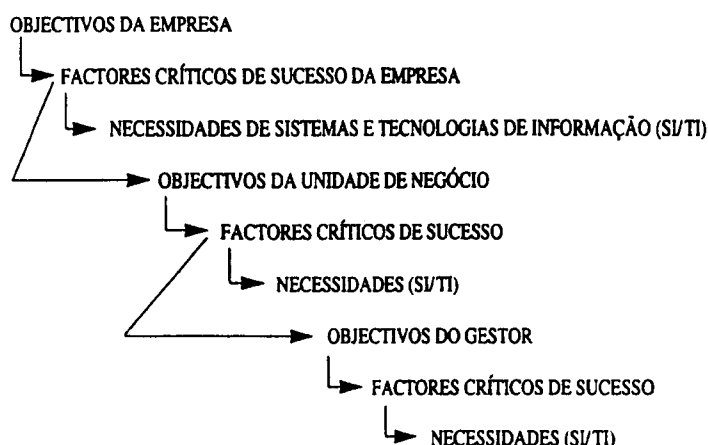 OBJECTIVOS DA EMPRESA
FACTORES CRÍTICOS DE SUCESSO DA EMPRESA
NECESSIDADES DE SISTEMAS E TECNOLOGIAS DE INFORMAÇÃO (SI/TI)
OBJECTIVOS DA UNIDADE DE NEGÓCIO
FACTORES CRÍTICOS DE SUCESSO
NECESSIDADES (SI/TI)
OBJECTIVOS DO GESTOR
FACTORES CRÍTICOS DE SUCESSO
NECESSIDADES (SI/TI)